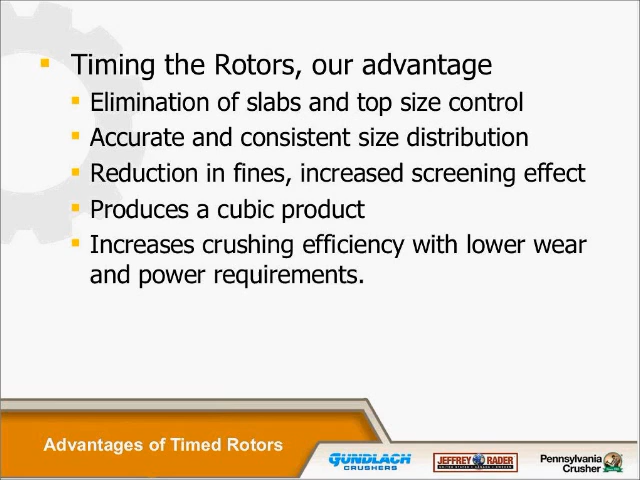 Timing the Rotors, our advantage
Elimination of slabs and top size control
Accurate and consistent size distribution
Reduction in fines, increased screening effect
Produces a cubic product
Increases crushing efficiency with lower wear
and power requirements.
Advantages of Timed Rotors
GUNDLACH
CRUSHERS
JEFFREY RADER
Pennsylvania
Crusher